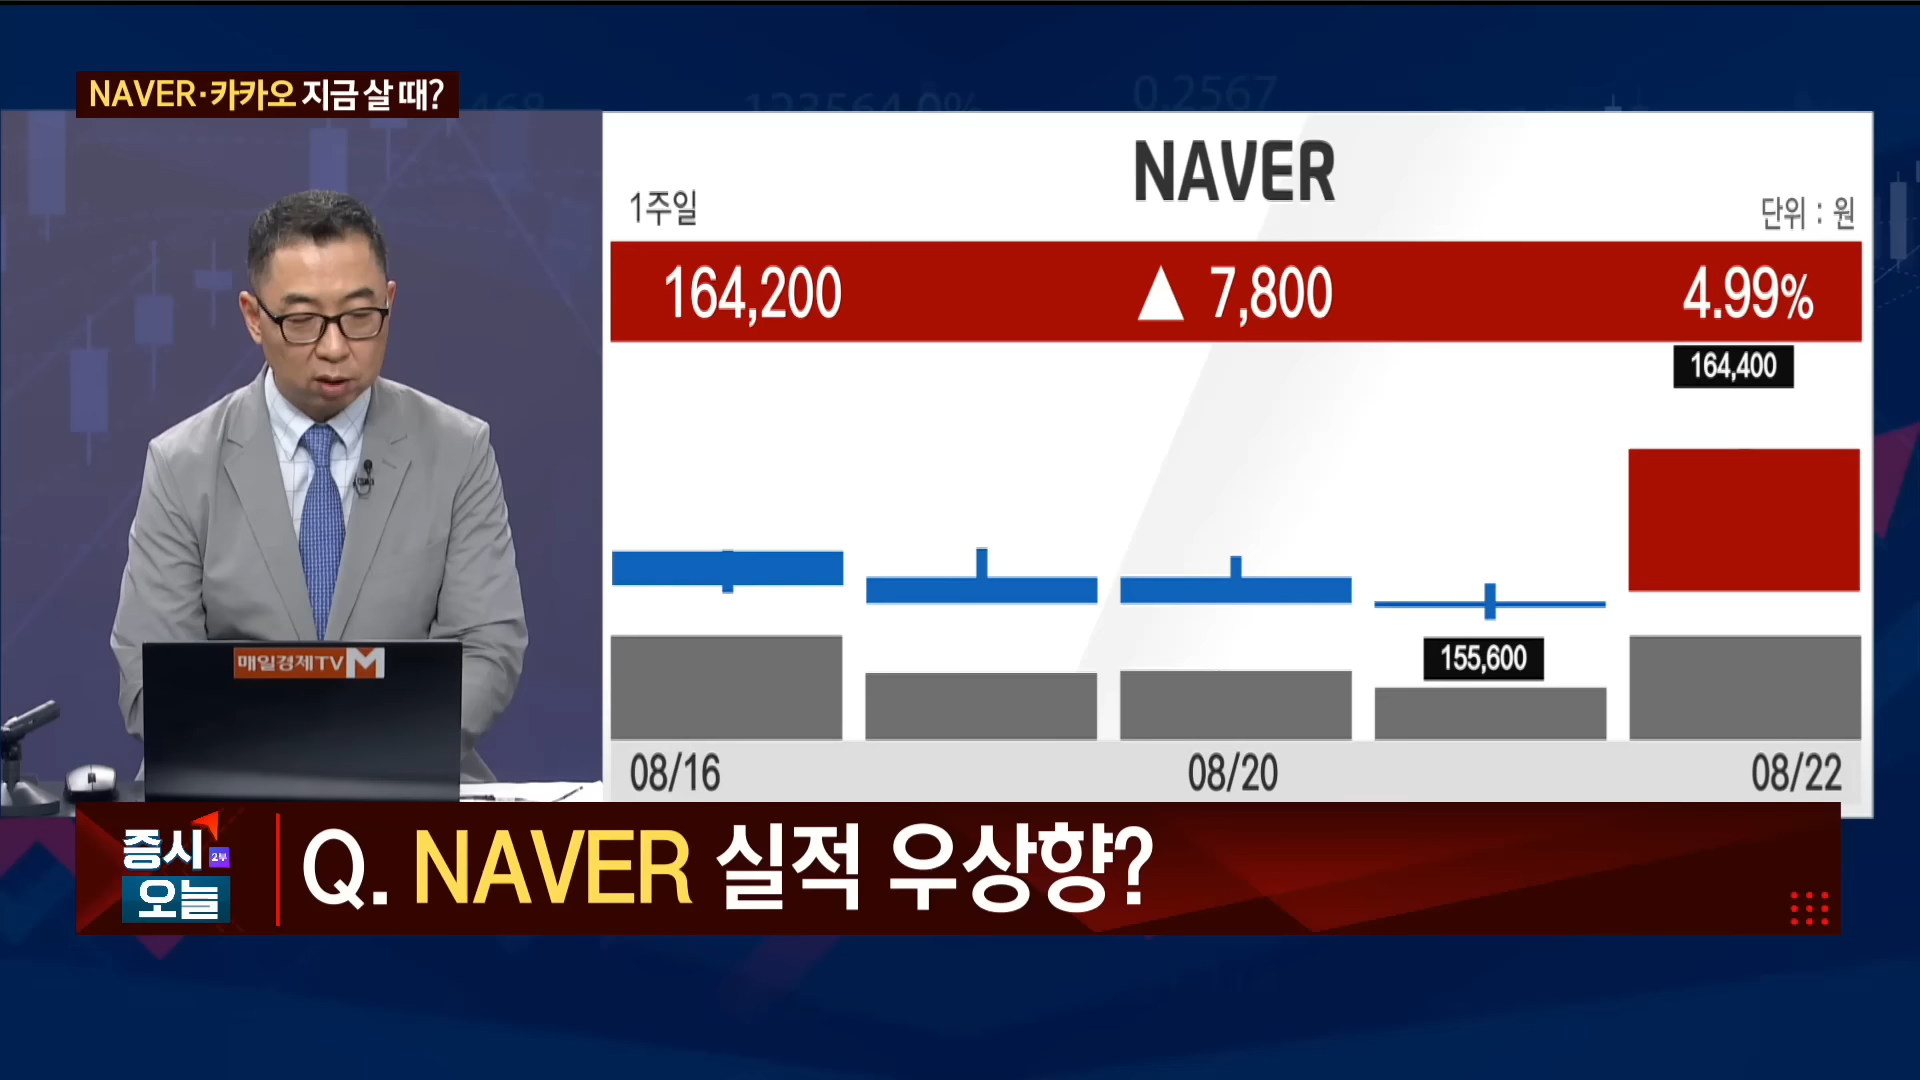 NAVER·카카오 지금 살 때?
NAVER
1주일
단위 : 원
164,200 ▲ 7,800 4.99%
164,400
155,600
08/16 08/20 08/22
매일경제TV M
증시 2부
오늘
Q. NAVER 실적 우상향?
0.2567